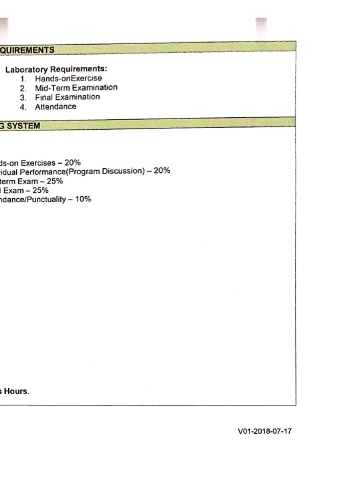 QUIREMENTS
Laboratory Requirements:
1. Hands-onExercise
2. Mid-Term Examination
3. Final Examination
4. Attendance
G SYSTEM
ds-on Exercises – 20%
vidual Performance(Program Discussion) – 20%
term Exam – 25%
l Exam – 25%
ndance/Punctuality – 10%
s Hours.
V01-2018-07-17